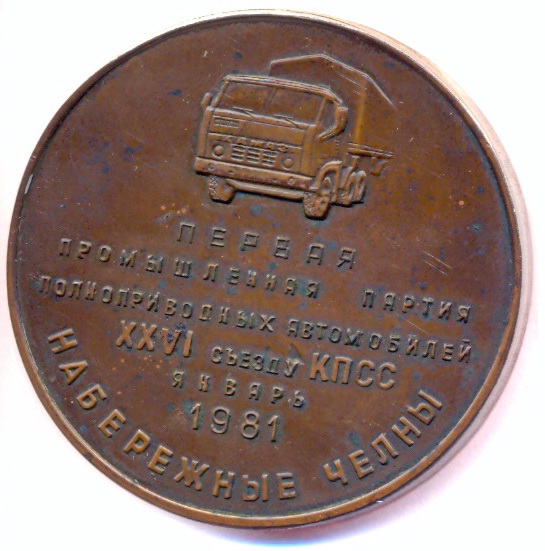 КАМАЗ
ПЕРВАЯ
ПРОМЫШЛЕННАЯ ПАРТИЯ
ПОЛНОПРИВОДНЫХ АВТОМОБИЛЕЙ
XXVI СЪЕЗДУ КПСС
ЯНВАРЬ
1981
НАБЕРЕЖНЫЕ ЧЕЛНЫ